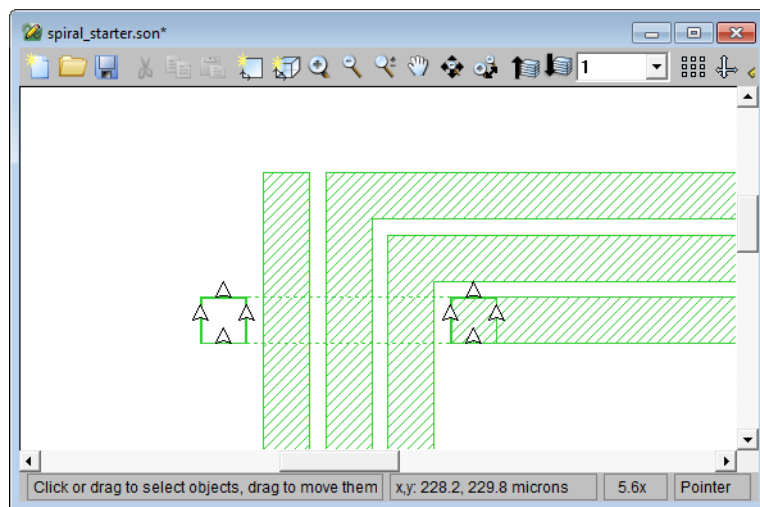 spiral_starter.son*
1
Click or drag to select objects, drag to move them
x,y: 228.2, 229.8 microns
5.6x
Pointer